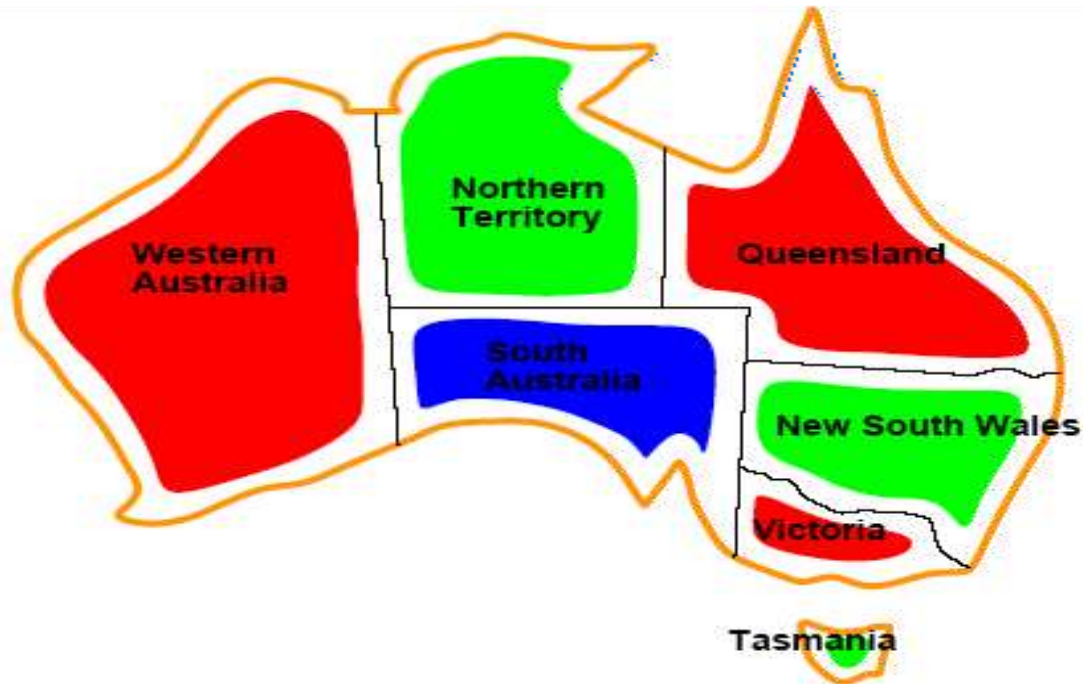 Northern
Territory
Western
Australia
Queensland
South
Australia
New South Wales
Victoria
Tasmania